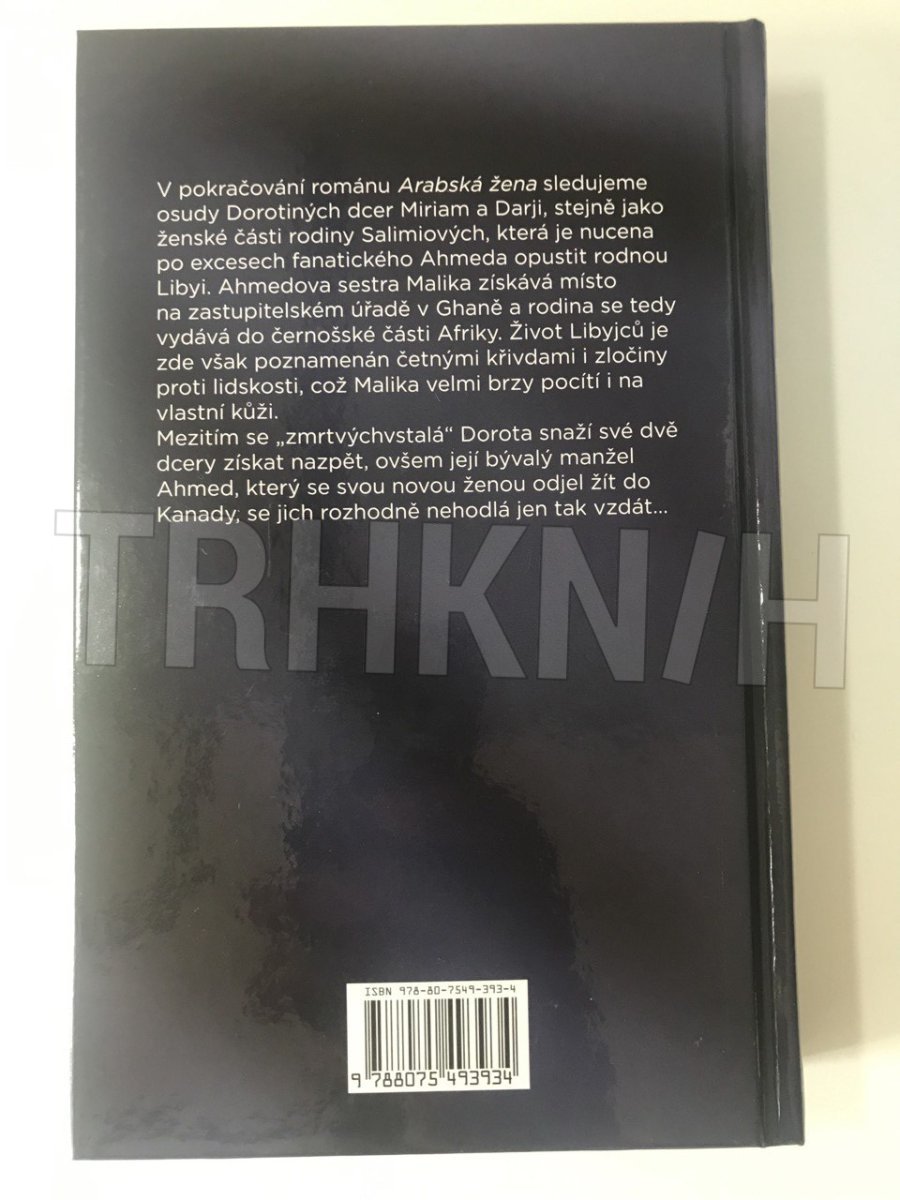 V pokračování románu Arabská žena sledujeme
osudy Dorotiných dcer Miriam a Darji, stejně jako
ženské části rodiny Salimiových, která je nucena
po excesech fanatického Ahmeda opustit rodnou
Libyi. Ahmedova sestra Malika získává místo
na zastupitelském úřadě v Ghaně a rodina se tedy
vydává do černošské části Afriky. Život Libyjců je
zde však poznamenán četnými křivdami i zločiny
proti lidskosti, což Malika velmi brzy pocítí i na
vlastní kůži.
Mezitím se „zmrtvýchvstalá“ Dorota snaží své dvě
dcery získat nazpět, ovšem její bývalý manžel
Ahmed, který se svou novou ženou odjel žít do
Kanady, se jich rozhodně nehodlá jen tak vzdát...
TRHKN/H
ISBN 978-80-7549-393-4
9 788075 493934